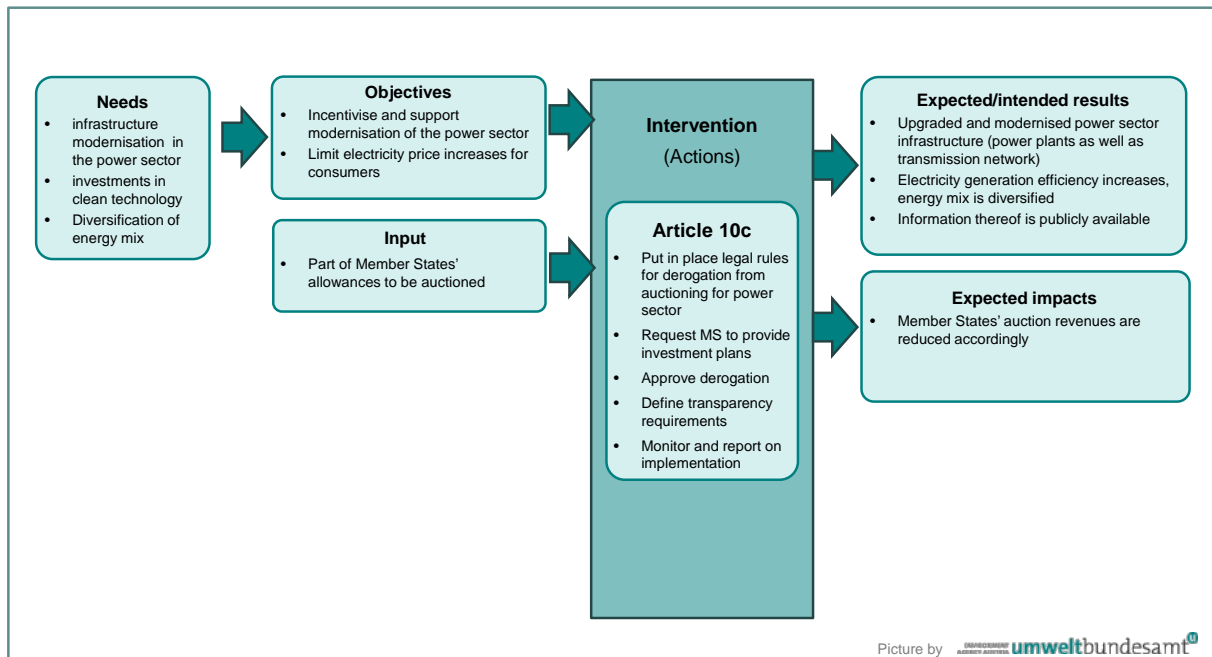 Needs
• infrastructure
modernisation in
the power sector
• investments in
clean technology
• Diversification of
energy mix
Objectives
• Incentivise and support
modernisation of the power sector
• Limit electricity price increases for
consumers
Input
• Part of Member States'
allowances to be auctioned
Intervention
(Actions)
Article 10c
• Put in place legal rules
for derogation from
auctioning for power
sector
• Request MS to provide
investment plans
• Approve derogation
• Define transparency
requirements
• Monitor and report on
implementation
Expected/intended results
• Upgraded and modernised power sector
infrastructure (power plants as well as
transmission network)
• Electricity generation efficiency increases,
energy mix is diversified
• Information thereof is publicly available
Expected impacts
• Member States' auction revenues are
reduced accordingly
Picture by
ENVIRONMENT
AGENCY AUSTRIA
umweltbundesamt
u